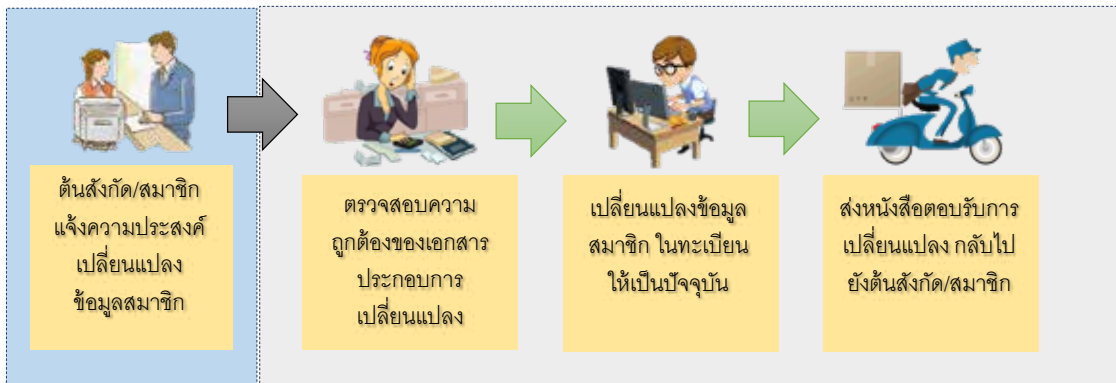 ต้นสังกัด/สมาชิก
แจ้งความประสงค์
เปลี่ยนแปลง
ข้อมูลสมาชิก
ตรวจสอบความ
ถูกต้องของเอกสาร
ประกอบการ
เปลี่ยนแปลง
เปลี่ยนแปลงข้อมูล
สมาชิก ในทะเบียน
ให้เป็นปัจจุบัน
ส่งหนังสือตอบรับการ
เปลี่ยนแปลง กลับไป
ยังต้นสังกัด/สมาชิก